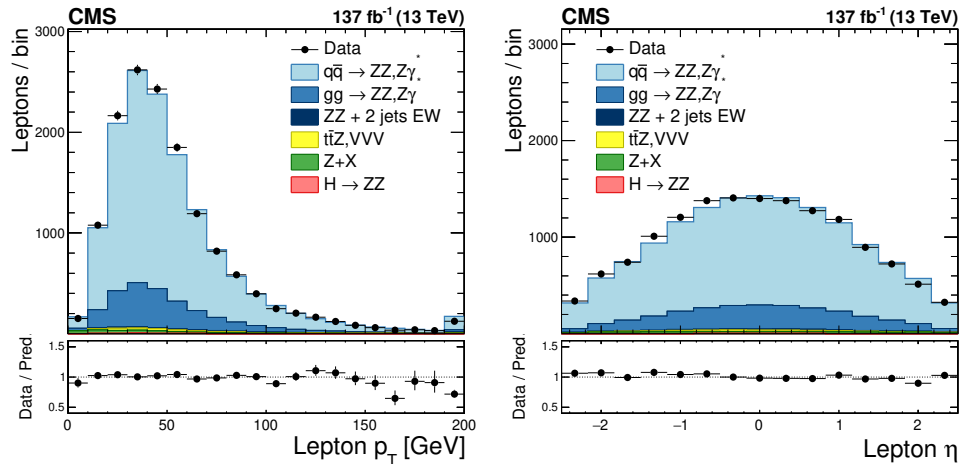 CMS 137 fb⁻¹ (13 TeV)
Leptons / bin
3000
2000
1000
Data
qq̄ → ZZ,Zγ*
gg → ZZ,Zγ*
ZZ + 2 jets EW
tt̄Z,VVV
Z+X
H → ZZ
Data / Pred.
1.5
1
0.5
0 50 100 150 200
Lepton p_T [GeV]
CMS 137 fb⁻¹ (13 TeV)
Leptons / bin
3000
2200
1400
600
Data
qq̄ → ZZ,Zγ*
gg → ZZ,Zγ*
ZZ + 2 jets EW
tt̄Z,VVV
Z+X
H → ZZ
Data / Pred.
1.5
1
0.5
−2 −1 0 1 2
Lepton η